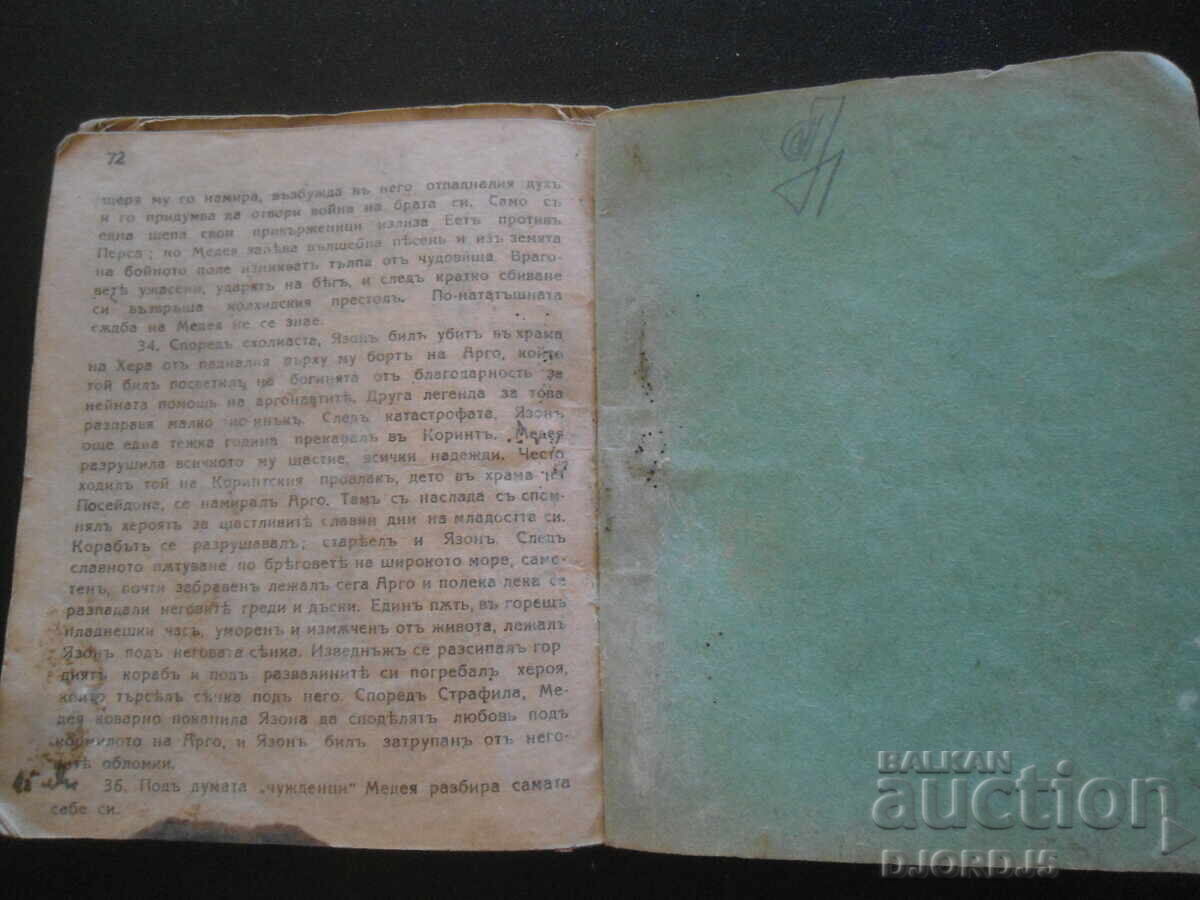 72
щеря му го намира, възбужда въ него отпадналия духъ
и го придумва да отвори война на брата си. Само съ
една шепа свои привърженици излиза Еетъ противъ
Перса; но Медея запѣва вълшебна пѣсень и изъ земята
на бойното поле изникватъ тълпа отъ чудовища. Враго-
ветѣ ужасени, ударятъ на бѣгъ, и следъ кратко сбиване
си възвръща колхидския престолъ. По-нататъшната
сѫдба на Медея не се знае.
34. Споредъ схолиаста, Язонъ билъ убитъ въ храма
на Хера отъ падналия върху му бортъ на Арго, който
той билъ посветилъ на богинята отъ благодарность за
нейната помощь на аргонавтитѣ. Друга легенда за това
разправя малко по-инъкъ. Следъ катастрофата, Язонъ
още една тежка година прекаралъ въ Коринтъ. Медея
разрушила всичкото му щастие, всички надежди. Често
ходилъ той на Коринтския провлакъ, дето въ храма на
Посейдона, се намиралъ Арго. Тамъ съ наслада съ спом-
нялъ хероятъ за щастливитѣ славни дни на младостта си.
Корабътъ се разрушавалъ; старѣелъ и Язонъ. Следъ
славното пѫтуване по брѣговетѣ на широкото море, само-
тенъ, почти забравенъ лежалъ сега Арго и полека лека се
разпадали неговитѣ греди и дъски. Единъ пѫть, въ горещъ
пладнешки часъ, уморенъ и измѫченъ отъ живота, лежалъ
Язонъ подъ неговата сѣнка. Изведнъжъ се разсипалъ гор-
диятъ корабъ и подъ развалинитѣ си погребалъ хероя,
който търсѣлъ сѣнка подъ него. Споредъ Страфила, Ме-
дея коварно поканила Язона да сподѣлятъ любовь подъ
кормилото на Арго, и Язонъ билъ затрупанъ отъ него-
витѣ обломки.
36. Подъ думата „чужденци" Медея разбира самата
себе си.
BALKAN
auction
DJORDJ5